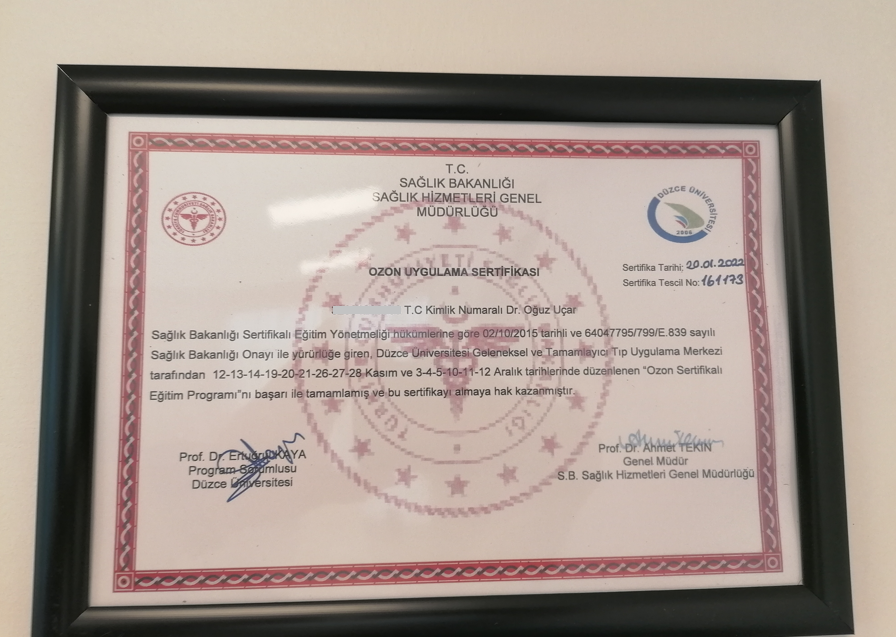 T.C.
SAĞLIK BAKANLIĞI
SAĞLIK HİZMETLERİ GENEL
MÜDÜRLÜĞÜ
DÜZCE ÜNİVERSİTESİ
2006
OZON UYGULAMA SERTİFİKASI
Sertifika Tarihi: 20.01.2022
Sertifika Tescil No: 161173
T.C Kimlik Numaralı Dr. Oğuz Uçar
Sağlık Bakanlığı Sertifikalı Eğitim Yönetmeliği hükümlerine göre 02/10/2015 tarihli ve 64047795/799/E.839 sayılı
Sağlık Bakanlığı Onayı ile yürürlüğe giren, Düzce Üniversitesi Geleneksel ve Tamamlayıcı Tıp Uygulama Merkezi
tarafından 12-13-14-19-20-21-26-27-28 Kasım ve 3-4-5-10-11-12 Aralık tarihlerinde düzenlenen "Ozon Sertifikalı
Eğitim Programı"nı başarı ile tamamlamış ve bu sertifikayı almaya hak kazanmıştır.
Prof. Dr. Ertuğrul KAYA
Program Sorumlusu
Düzce Üniversitesi
Prof. Dr. Ahmet TEKİN
Genel Müdür
S.B. Sağlık Hizmetleri Genel Müdürlüğü